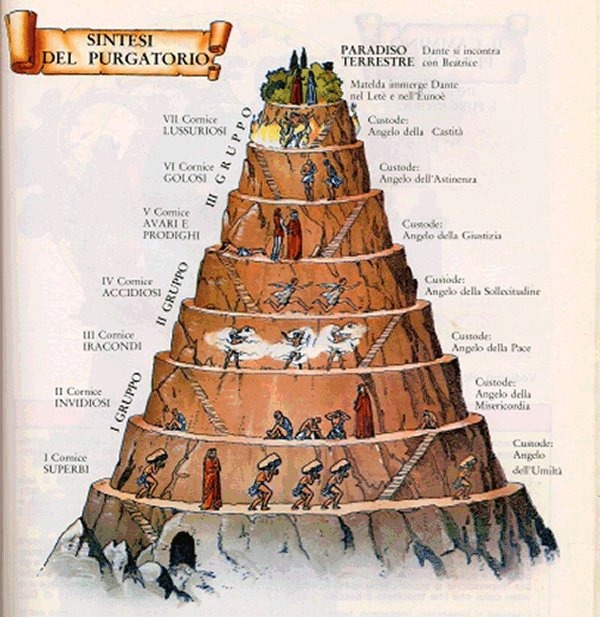 SINTESI
DEL PURGATORIO
PARADISO
TERRESTRE
Dante si incontra
con Beatrice
Matelda immerge Dante
nel Letè e nell'Eunoè
VII Cornice
LUSSURIOSI
Custode:
Angelo della Castità
III GRUPPO
VI Cornice
GOLOSI
Custode:
Angelo dell'Astinenza
V Cornice
AVARI E
PRODIGHI
Custode:
Angelo della Giustizia
IV Cornice
ACCIDIOSI
Custode:
Angelo della Sollecitudine
II GRUPPO
III Cornice
IRACONDI
Custode:
Angelo della Pace
II Cornice
INVIDIOSI
Custode:
Angelo della
Misericordia
I GRUPPO
I Cornice
SUPERBI
Custode:
Angelo
dell'Umiltà